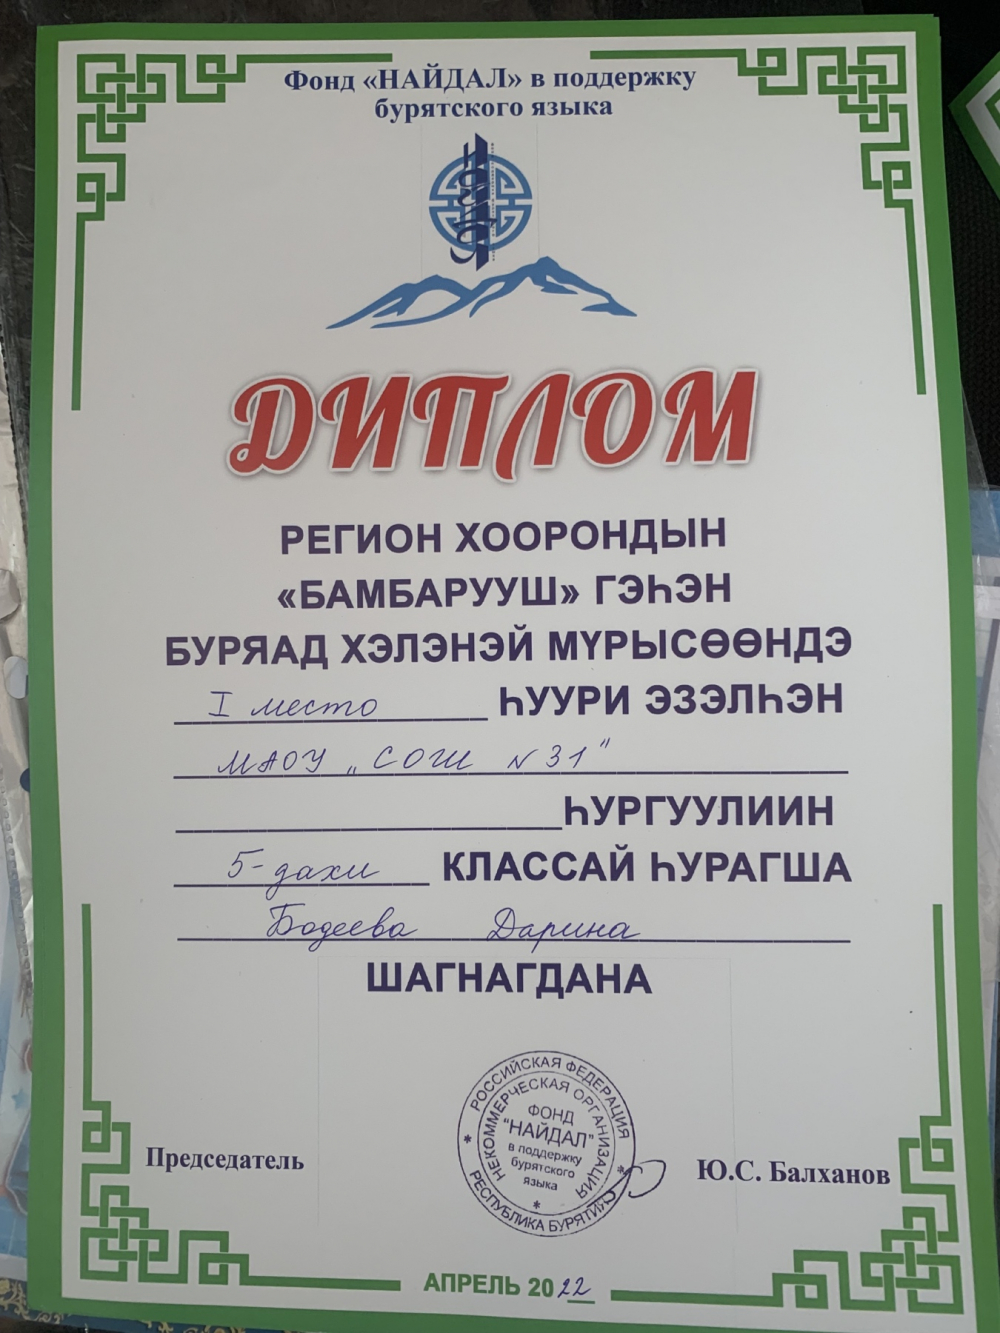 Фонд «НАЙДАЛ» в поддержку
бурятского языка
ДИПЛОМ
РЕГИОН ХООРОНДЫН
«БАМБАРУУШ» ГЭҺЭН
БУРЯАД ХЭЛЭНЭЙ МҮРЫСӨӨНДЭ
I место ҺУУРИ ЭЗЭЛҺЭН
МАОУ „СОШ N31"
ҺУРГУУЛИИН
5-дахи КЛАССАЙ ҺУРАГША
Бодеева Дарина
ШАГНАГДАНА
РОССИЙСКАЯ ФЕДЕРАЦИЯ
НЕКОММЕРЧЕСКАЯ ОРГАНИЗАЦИЯ
ФОНД
"НАЙДАЛ"
в поддержку
бурятского
языка
РЕСПУБЛИКА БУРЯТИЯ
Председатель
Ю.С. Балханов
АПРЕЛЬ 2022